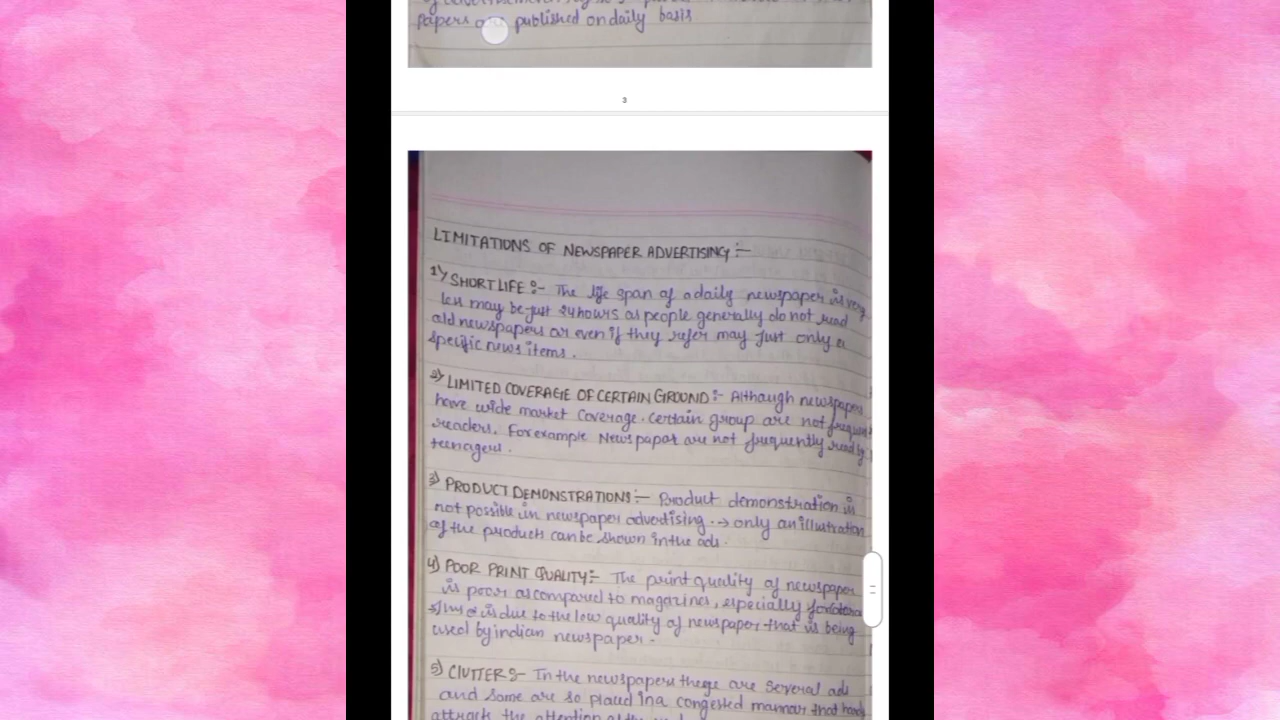 papers are published on daily basis
3
LIMITATIONS OF NEWSPAPER ADVERTISING :-
1) SHORT LIFE :- The life span of a daily newspaper is very
less may be just 24 hours as people generally do not read
old newspapers or even if they refer may just only a
specific news items.
2) LIMITED COVERAGE OF CERTAIN GROUND :- Although newspapers
have wide market coverage. Certain group are not frequent
readers. For example Newspapar are not frequently read by
teenagers.
3) PRODUCT DEMONSTRATIONS :- Product demonstration is
not possible in newspaper advertising. → only an illustration
of the products can be shown in the ads.
4) POOR PRINT QUALITY :- The print quality of newspaper
is poor as compared to magazines, especially for
is due to the low quality of newspaper that is being
used by indian newspaper.
5) CLUTTER :- In the newspapers there are several ads
and some are so placed in a congested mannar that hardly
attrack the attention of the